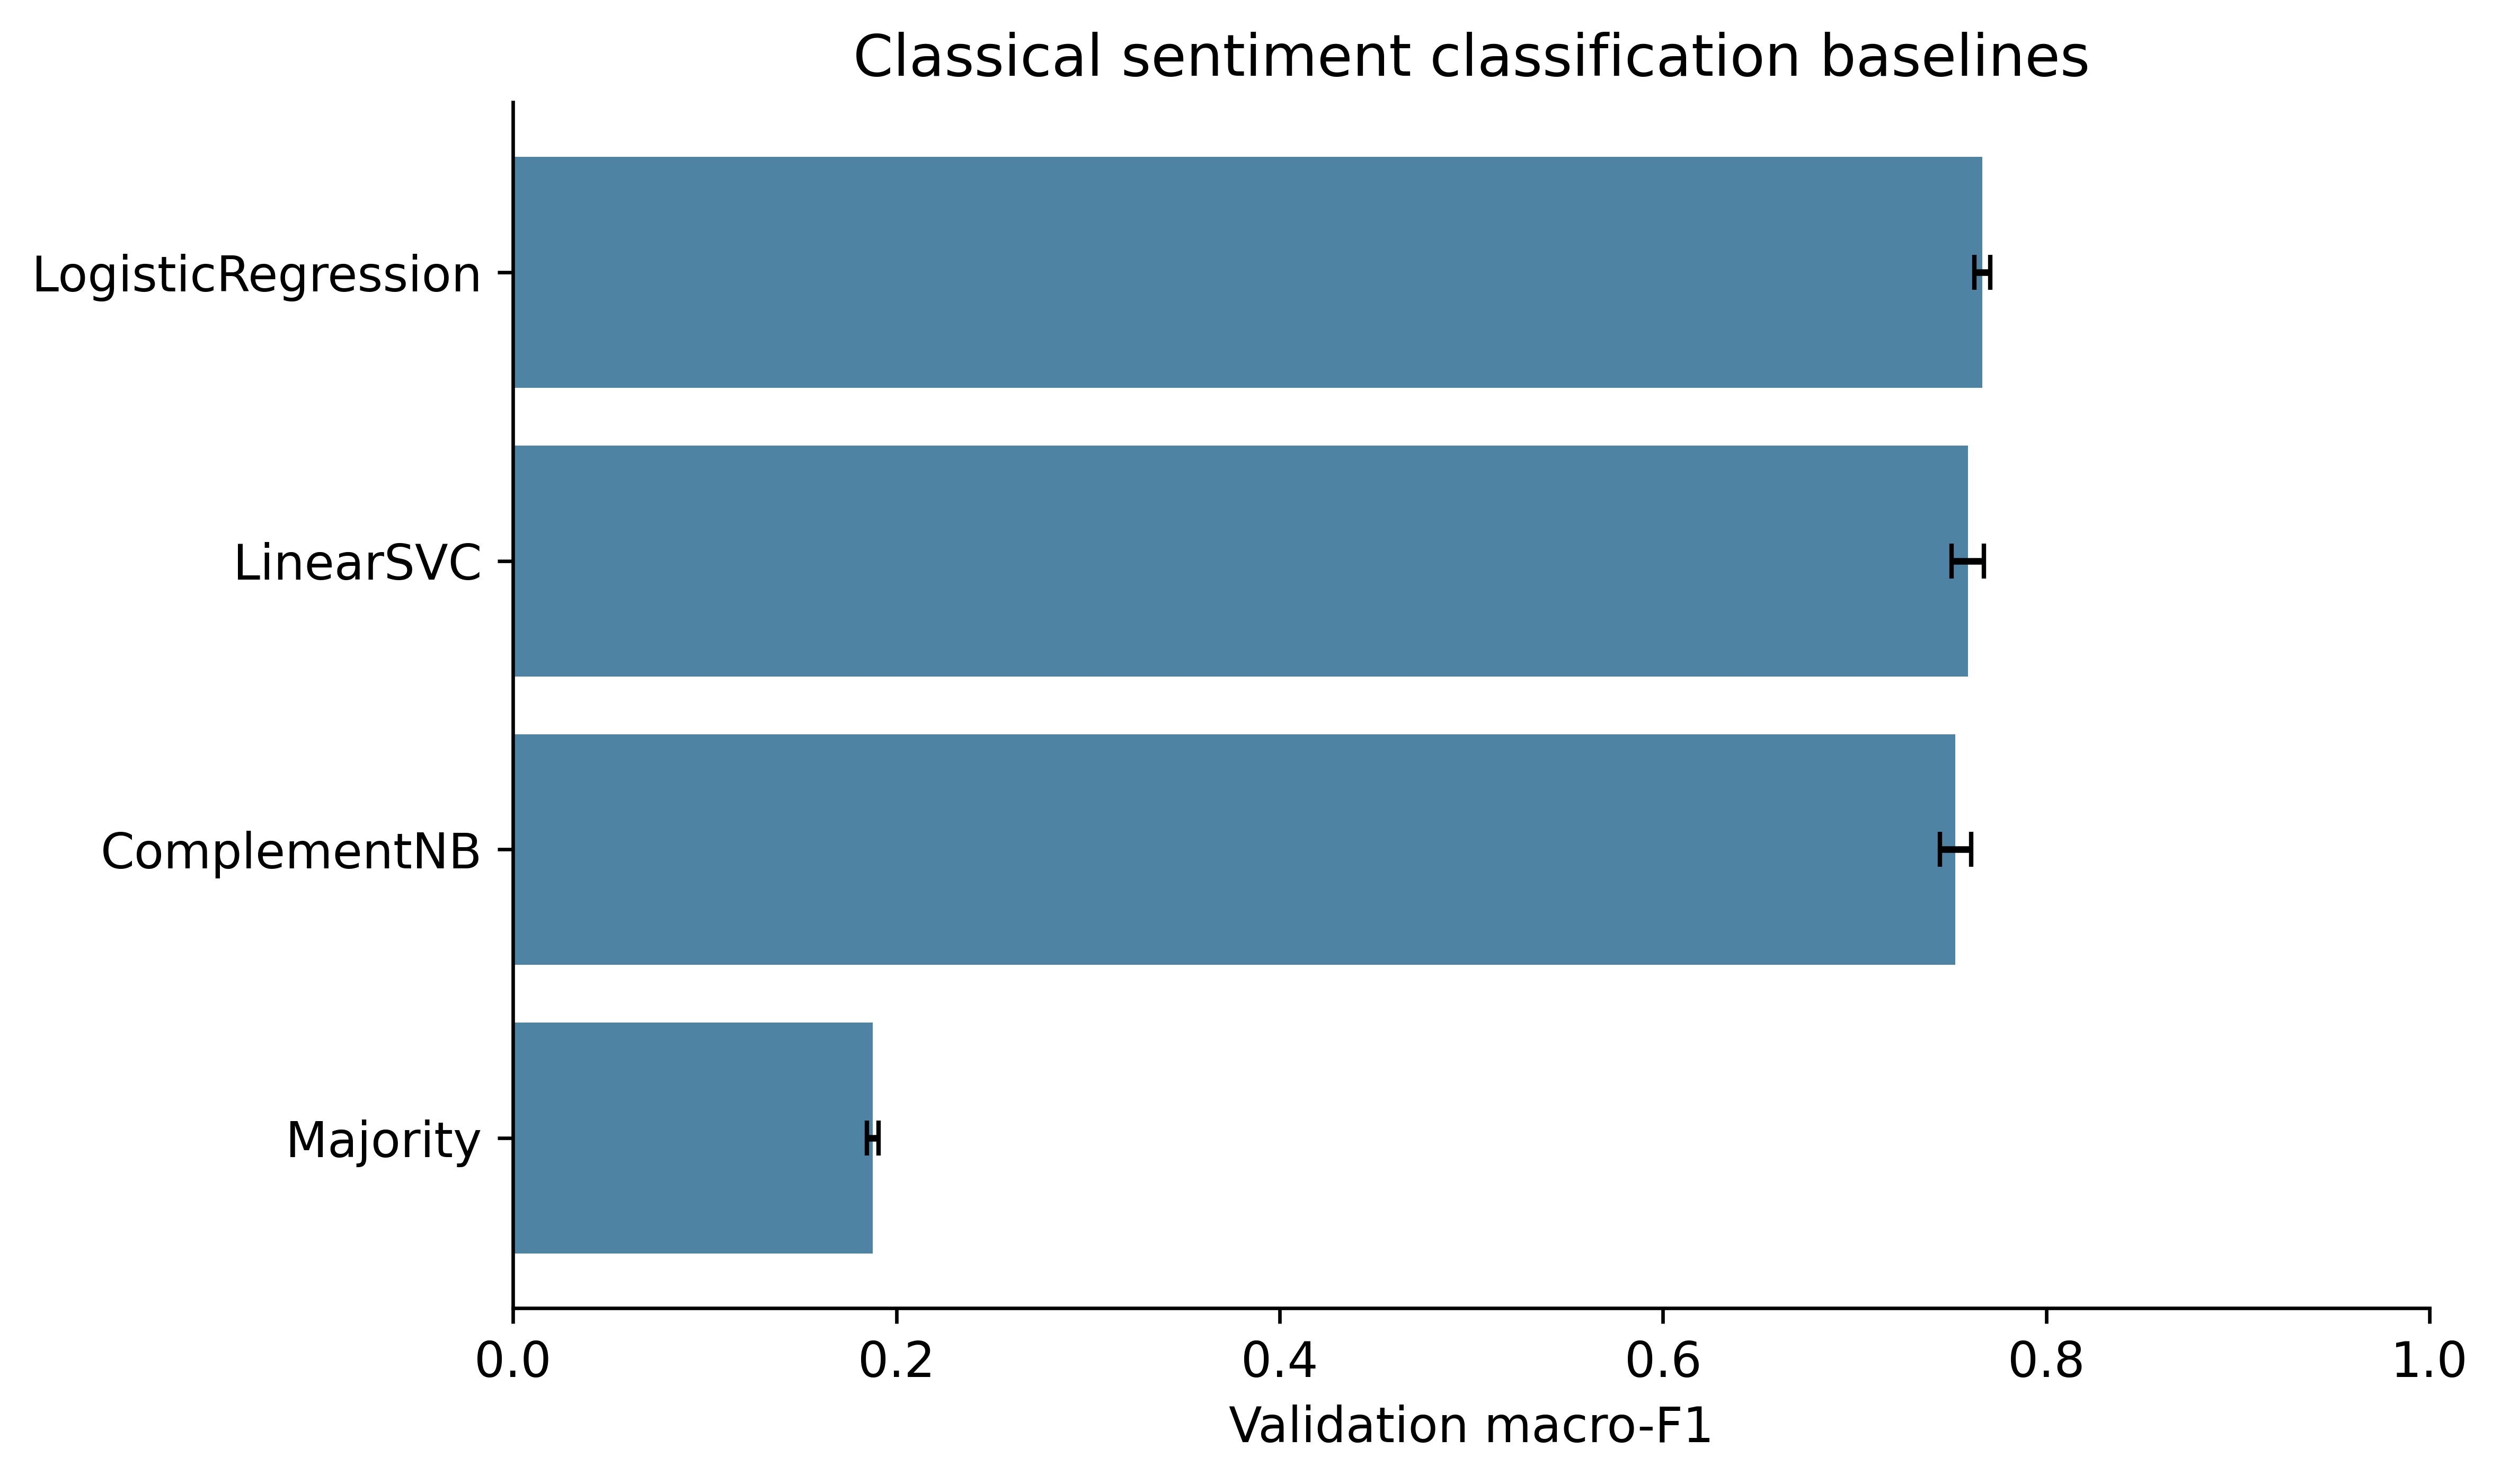 Classical sentiment classification baselines
LogisticRegression
LinearSVC
ComplementNB
Majority
0.0 0.2 0.4 0.6 0.8 1.0
Validation macro-F1